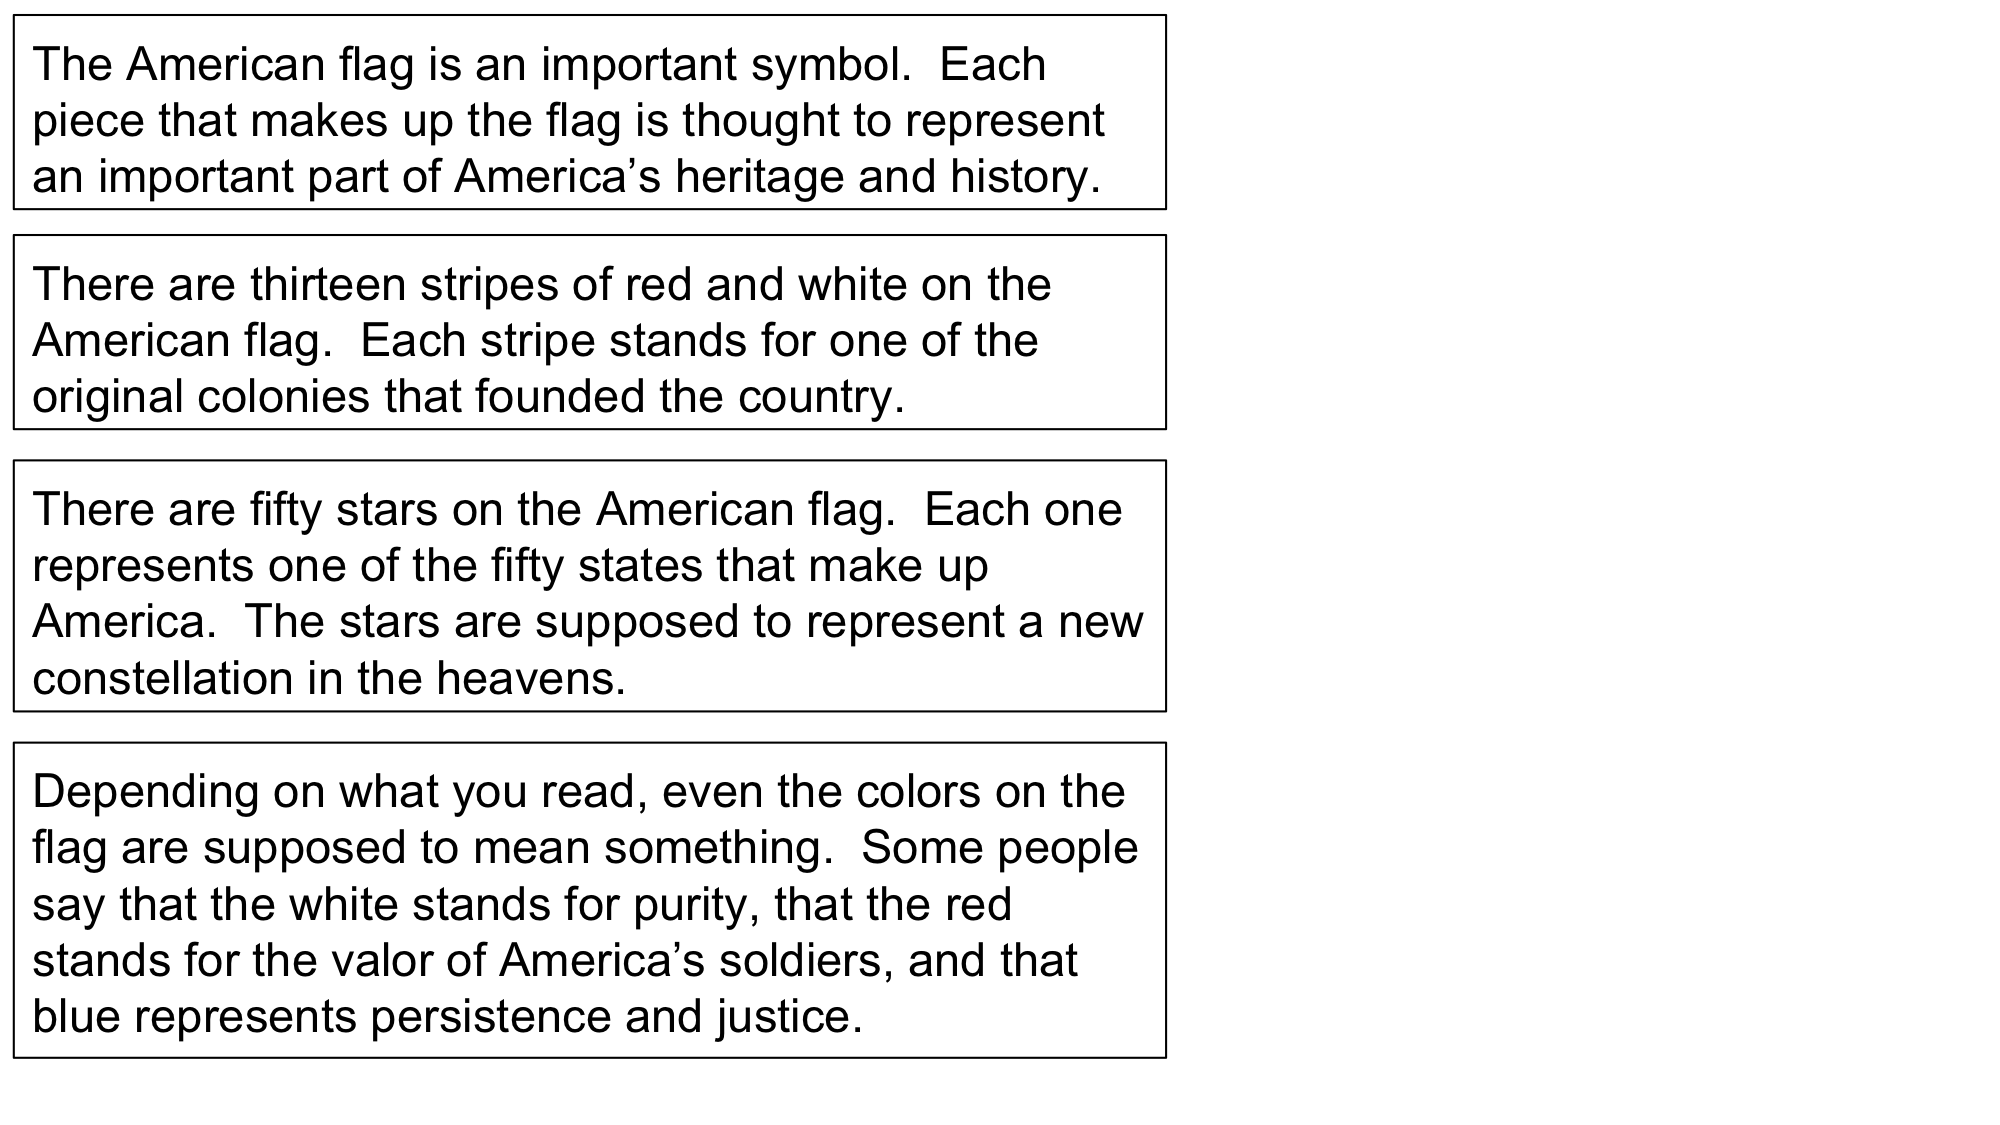 The American flag is an important symbol.  Each
piece that makes up the flag is thought to represent
an important part of America’s heritage and history.
There are thirteen stripes of red and white on the
American flag.  Each stripe stands for one of the
original colonies that founded the country.
There are fifty stars on the American flag.  Each one
represents one of the fifty states that make up
America.  The stars are supposed to represent a new
constellation in the heavens.
Depending on what you read, even the colors on the
flag are supposed to mean something.  Some people
say that the white stands for purity, that the red
stands for the valor of America’s soldiers, and that
blue represents persistence and justice.